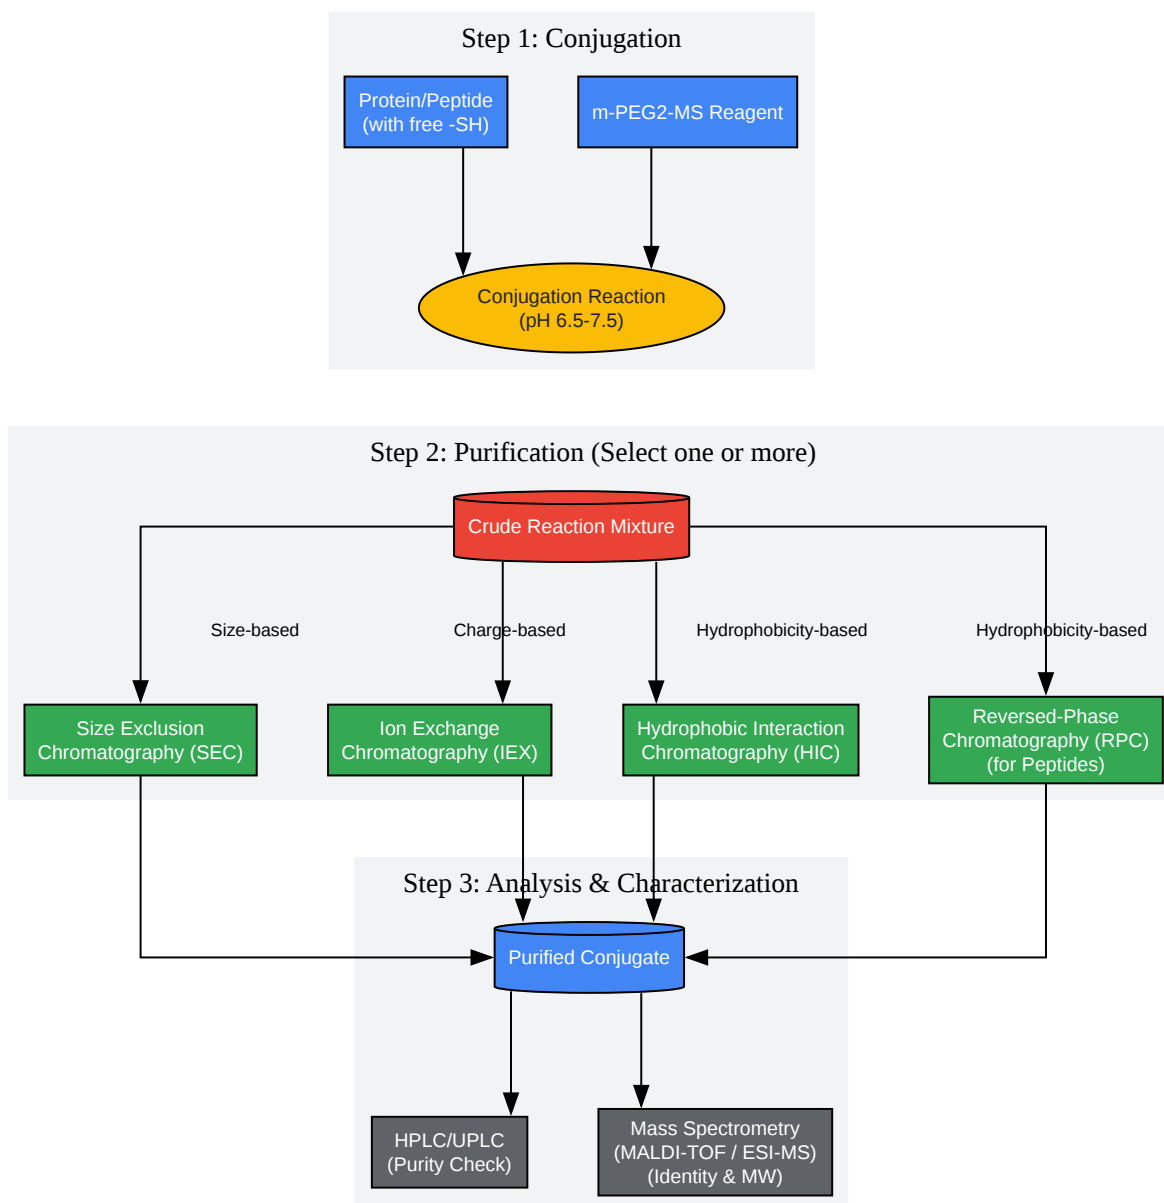 Step 1: Conjugation
Protein/Peptide
(with free -SH)
m-PEG2-MS Reagent
Conjugation Reaction
(pH 6.5-7.5)
Step 2: Purification (Select one or more)
Crude Reaction Mixture
Size-based
Charge-based
Hydrophobicity-based
Hydrophobicity-based
Size Exclusion
Chromatography (SEC)
Ion Exchange
Chromatography (IEX)
Hydrophobic Interaction
Chromatography (HIC)
Reversed-Phase
Chromatography (RPC)
(for Peptides)
Step 3: Analysis & Characterization
Purified Conjugate
HPLC/UPLC
(Purity Check)
Mass Spectrometry
(MALDI-TOF / ESI-MS)
(Identity & MW)